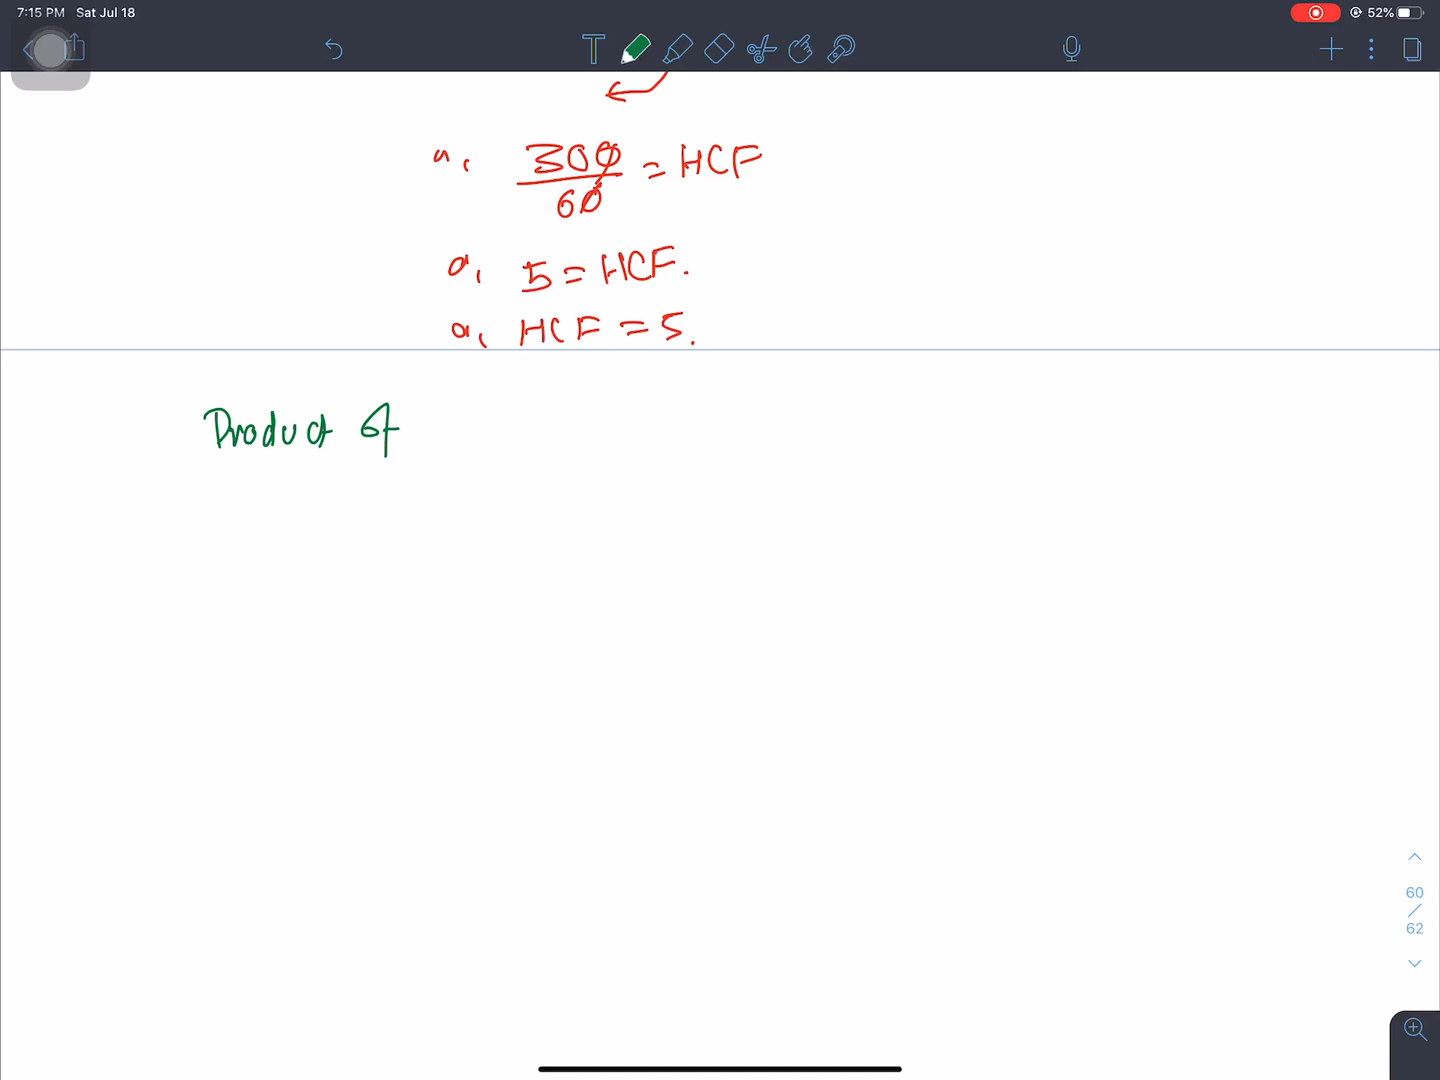 7:15 PM Sat Jul 18
52%
300/60 = HCF
5 = HCF.
HCF = 5.
Product of
60
62